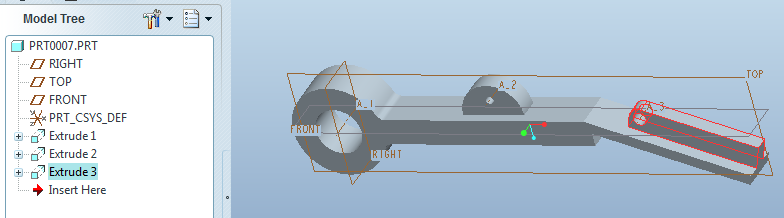 Model Tree
PRT0007.PRT
RIGHT
TOP
FRONT
PRT_CSYS_DEF
Extrude 1
Extrude 2
Extrude 3
Insert Here
TOP
A_2
A_1
A_3
FRONT
RIGHT